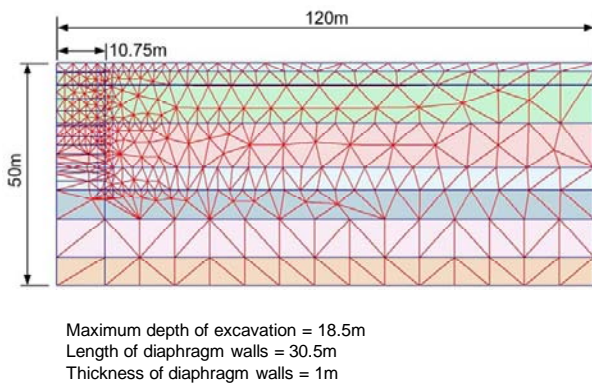 120m
10.75m
50m
Maximum depth of excavation = 18.5m
Length of diaphragm walls = 30.5m
Thickness of diaphragm walls = 1m